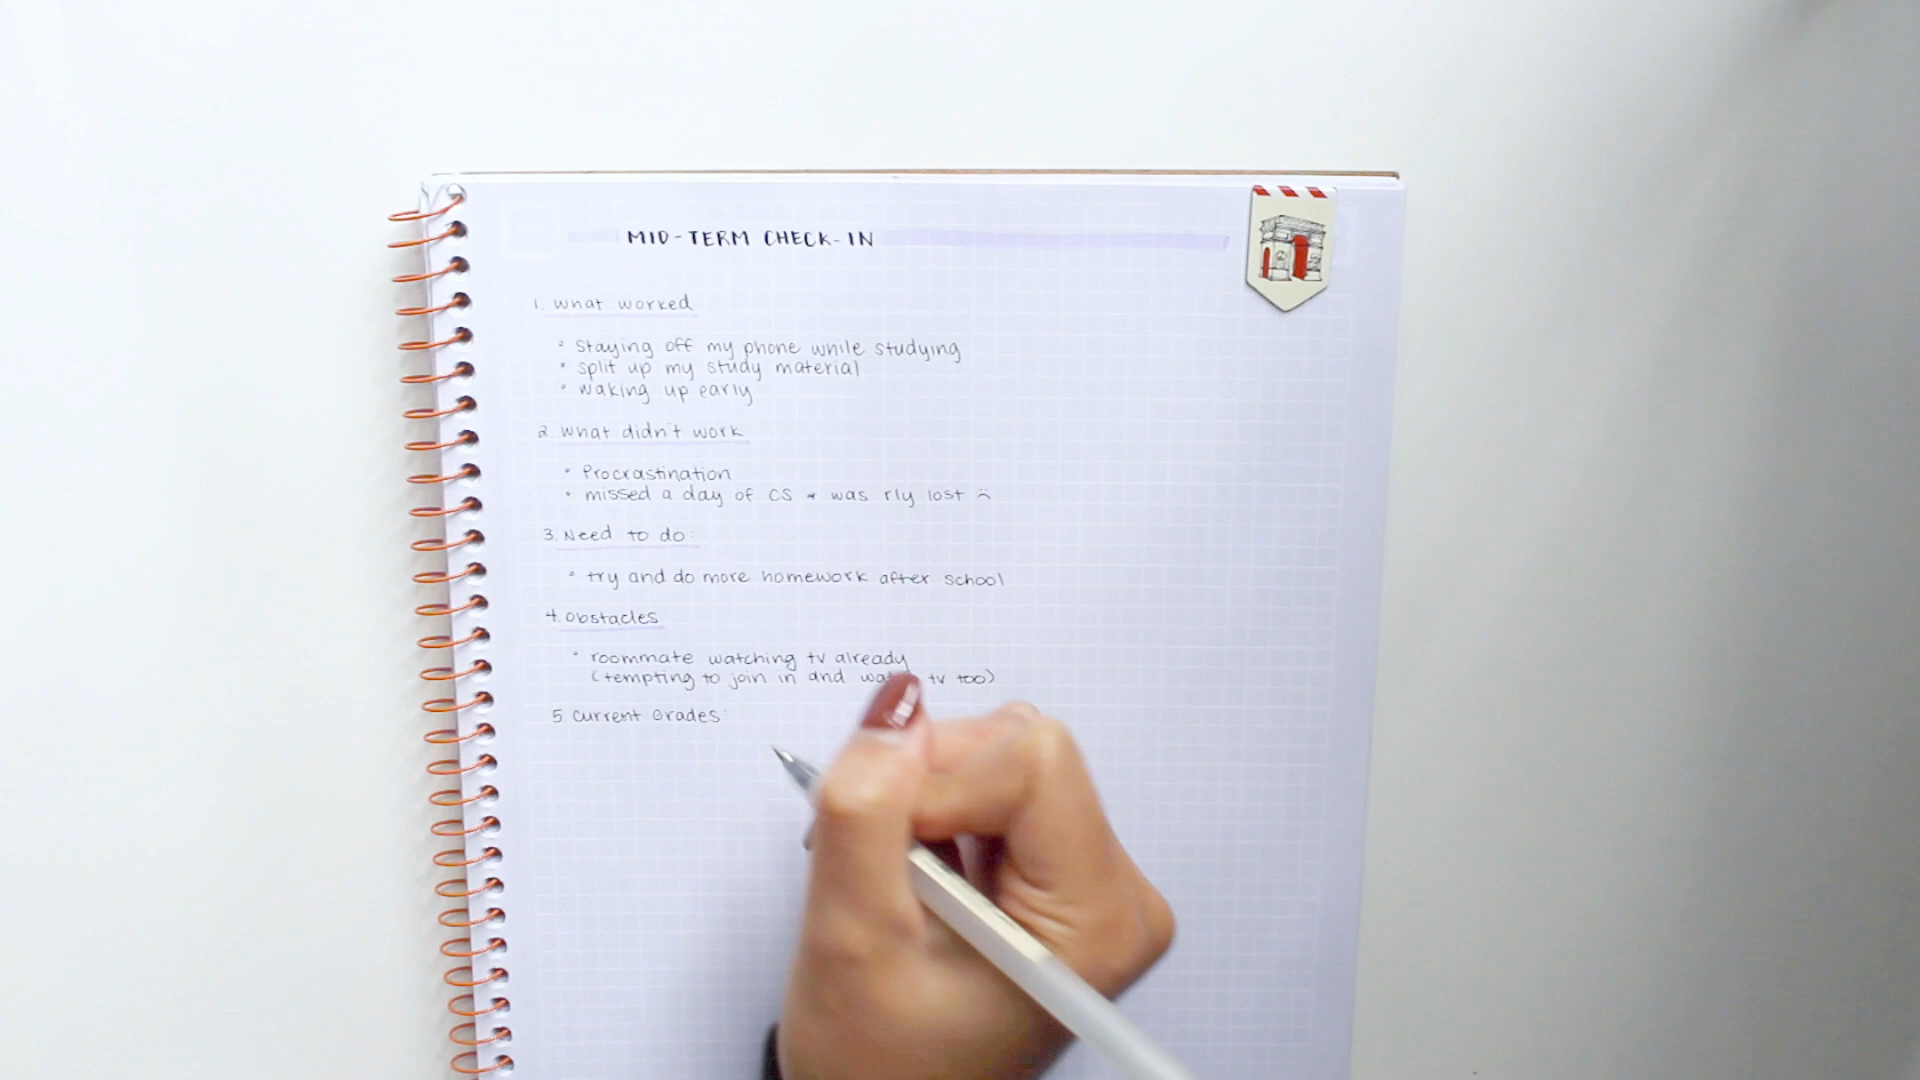 MID-TERM CHECK-IN
1. What worked
• Staying off my phone while studying
• split up my study material
• waking up early
2. What didn't work:
• Procrastination
• missed a day of CS + was rly lost :(
3. Need to do:
• try and do more homework after school
4. Obstacles
• roommate watching tv already
(tempting to join in and tv too)
5. Current Grades: